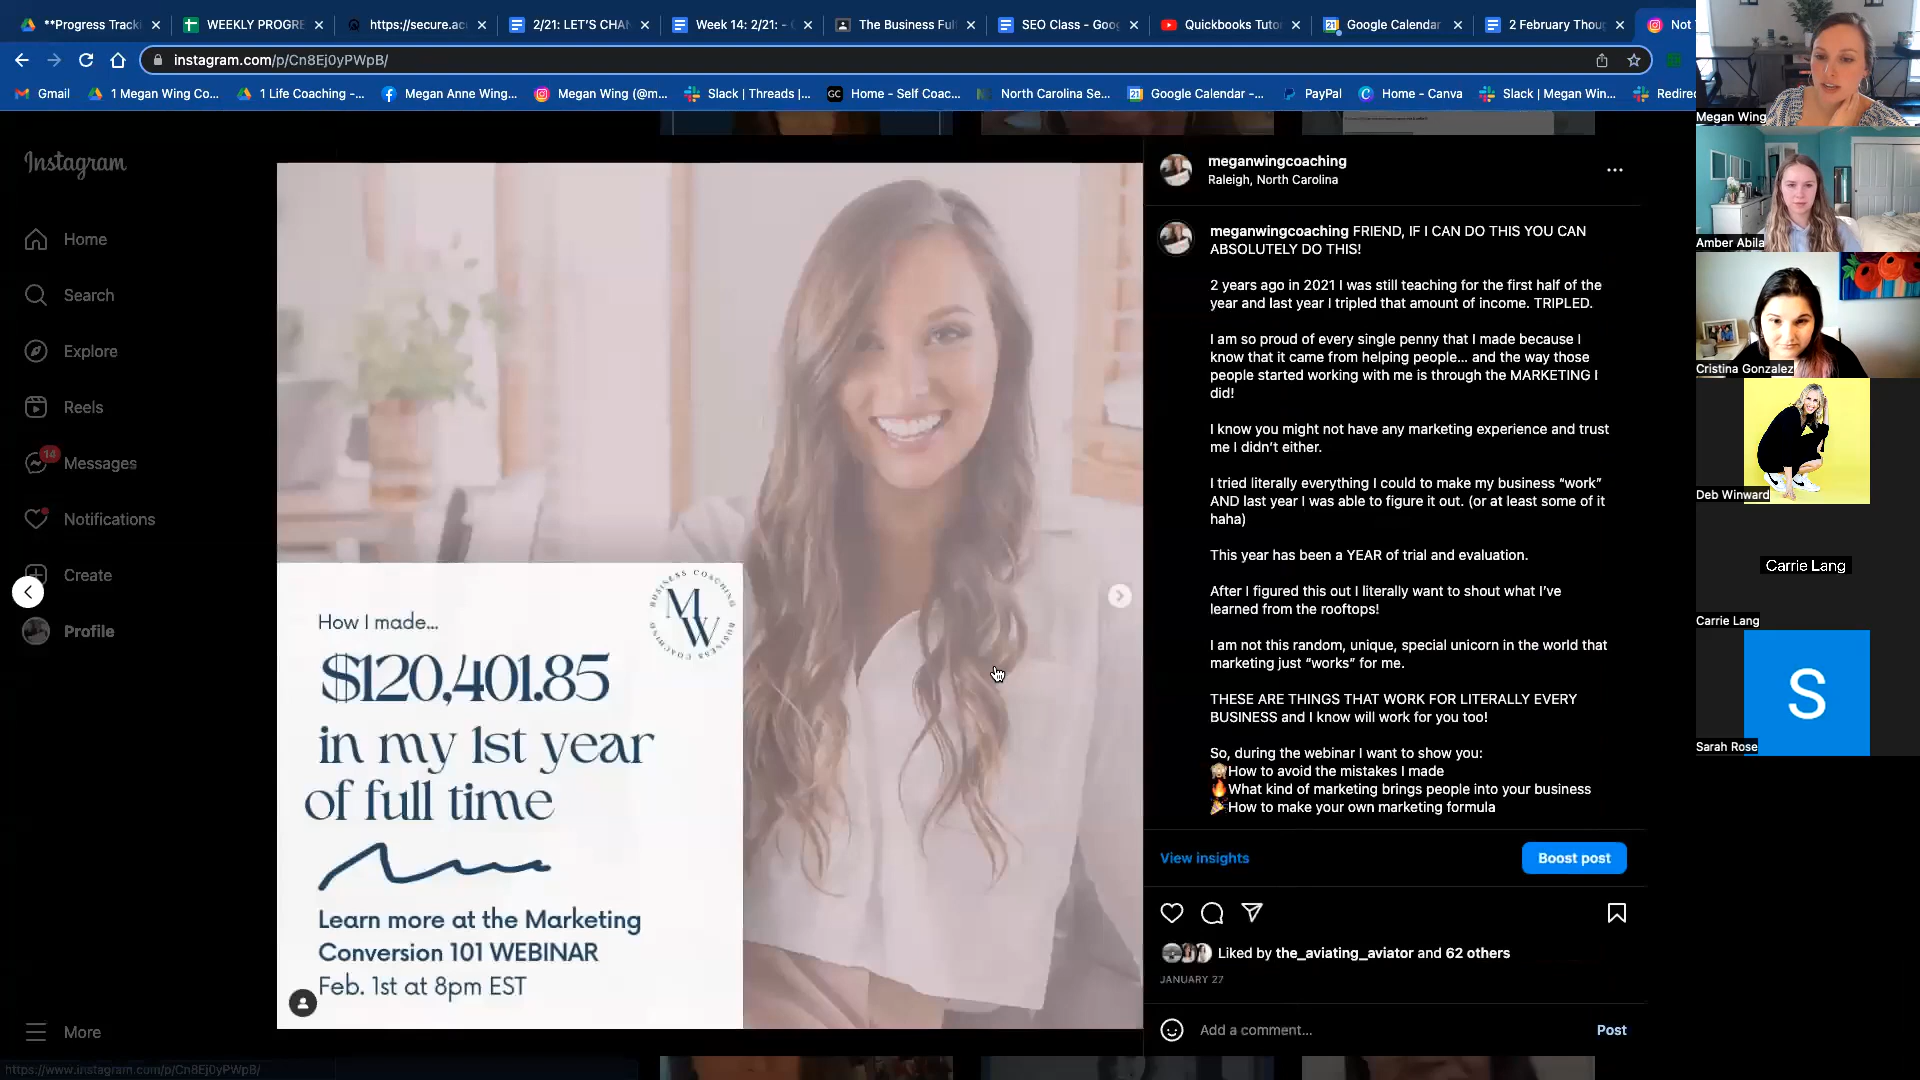 **Progress Track
WEEKLY PROGRE
https://secure.ac
2/21: LET'S CHA
Week 14: 2/21: -
The Business Ful
SEO Class - Goo
Quickbooks Tuto
Google Calendar
2 February Thou
Not
instagram.com/p/Cn8Ej0yPWpB/
Gmail
1 Megan Wing Co...
1 Life Coaching -...
Megan Anne Wing...
Megan Wing (@m...
Slack | Threads |...
Home - Self Coac...
North Carolina Se...
Google Calendar -...
PayPal
Home - Canva
Slack | Megan Win...
Redirec
Instagram
Home
Search
Explore
Reels
14
Messages
Notifications
Create
Profile
More
https://www.instagram.com/p/Cn8Ej0yPWpB/
How I made...
$120,401.85
in my 1st year
of full time
Learn more at the Marketing
Conversion 101 WEBINAR
Feb. 1st at 8pm EST
BUSINESS COACHING
MW
BUSINESS COACHING
meganwingcoaching
Raleigh, North Carolina
meganwingcoaching FRIEND, IF I CAN DO THIS YOU CAN
ABSOLUTELY DO THIS!
2 years ago in 2021 I was still teaching for the first half of the
year and last year I tripled that amount of income. TRIPLED.
I am so proud of every single penny that I made because I
know that it came from helping people... and the way those
people started working with me is through the MARKETING I
did!
I know you might not have any marketing experience and trust
me I didn't either.
I tried literally everything I could to make my business “work”
AND last year I was able to figure it out. (or at least some of it
haha)
This year has been a YEAR of trial and evaluation.
After I figured this out I literally want to shout what I've
learned from the rooftops!
I am not this random, unique, special unicorn in the world that
marketing just “works” for me.
THESE ARE THINGS THAT WORK FOR LITERALLY EVERY
BUSINESS and I know will work for you too!
So, during the webinar I want to show you:
🙈How to avoid the mistakes I made
🔥What kind of marketing brings people into your business
🎉How to make your own marketing formula
View insights
Boost post
Liked by the_aviating_aviator and 62 others
JANUARY 27
Add a comment...
Post
Megan Wing
Amber Abila
Cristina Gonzalez
Deb Winward
Carrie Lang
Carrie Lang
S
Sarah Rose